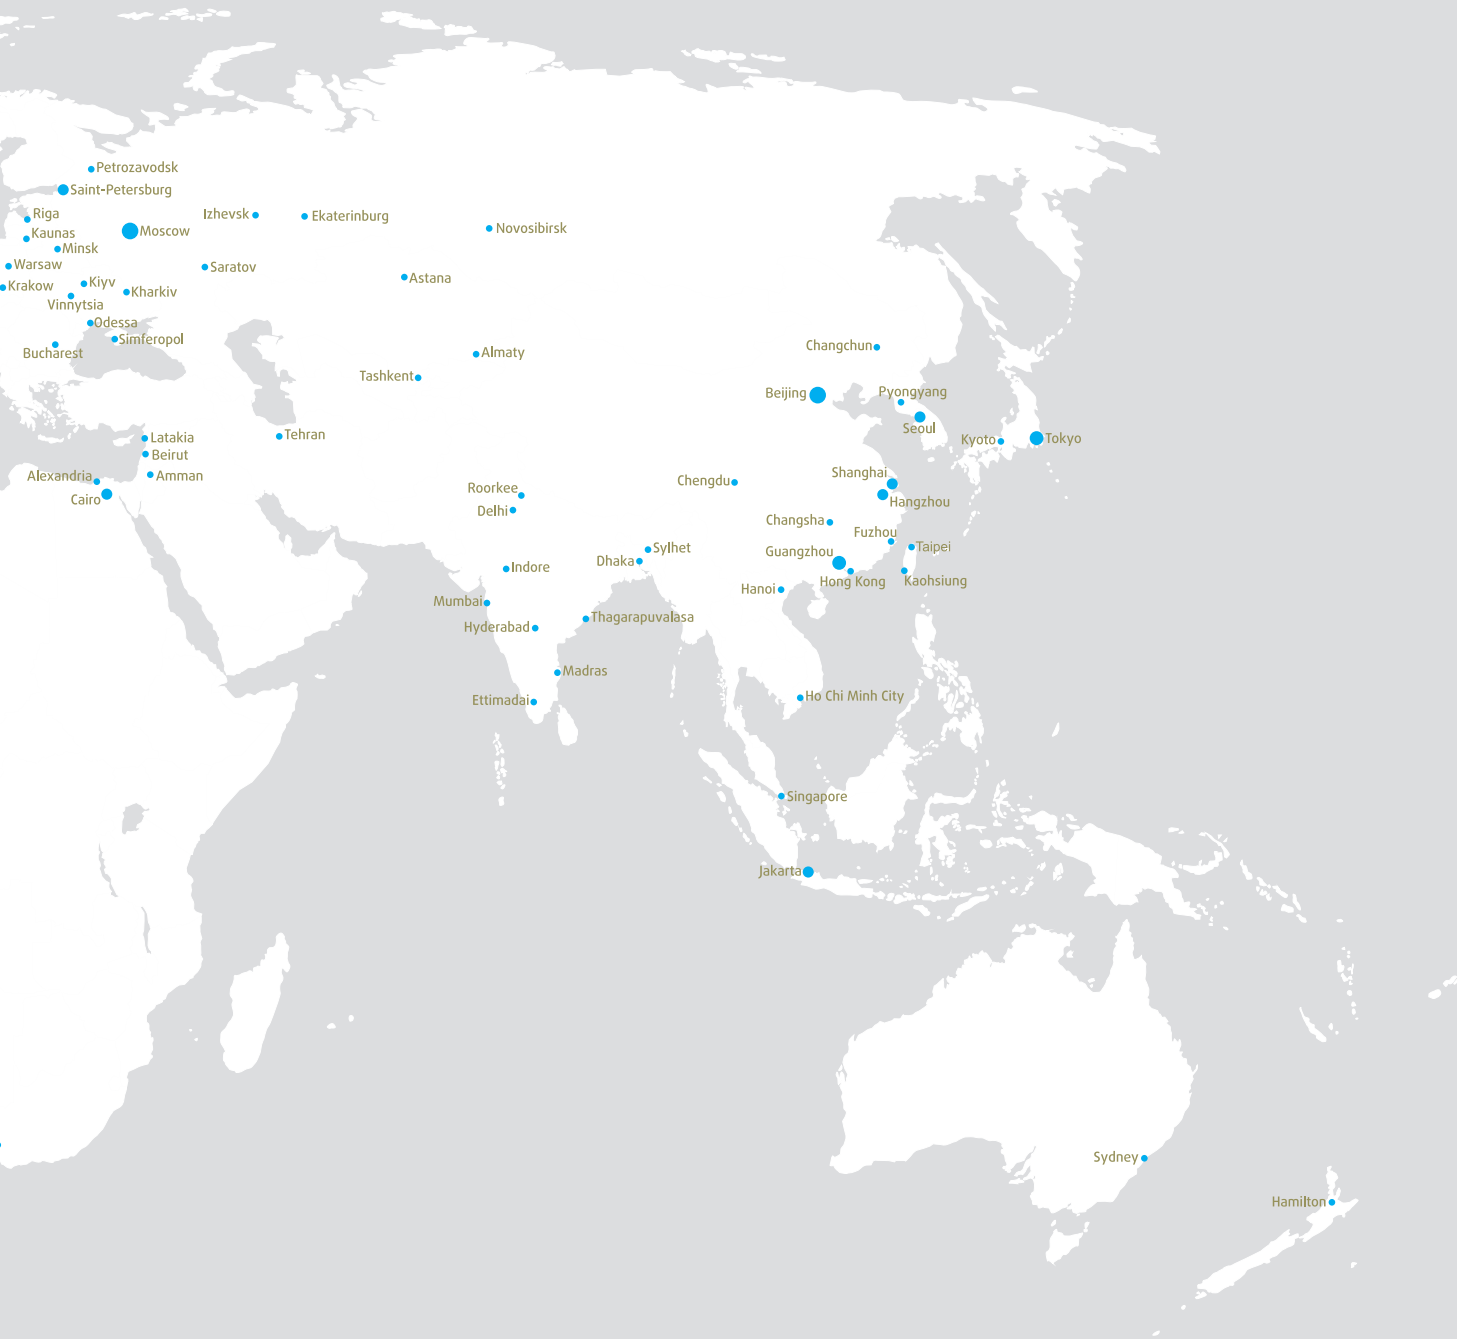 Petrozavodsk
Saint-Petersburg
Riga
Izhevsk
Ekaterinburg
Kaunas
Moscow
Novosibirsk
Minsk
Warsaw
Saratov
Astana
Krakow
Kiyv
Kharkiv
Vinnytsia
Odessa
Simferopol
Bucharest
Almaty
Changchun
Tashkent
Beijing
Pyongyang
Seoul
Kyoto
Tokyo
Latakia
Tehran
Beirut
Alexandria
Amman
Cairo
Shanghai
Chengdu
Roorkee
Hangzhou
Delhi
Changsha
Fuzhou
Taipei
Sylhet
Guangzhou
Dhaka
Indore
Hong Kong
Kaohsiung
Hanoi
Mumbai
Thagarapuvalasa
Hyderabad
Madras
Ettimadai
Ho Chi Minh City
Singapore
Jakarta
Sydney
Hamilton